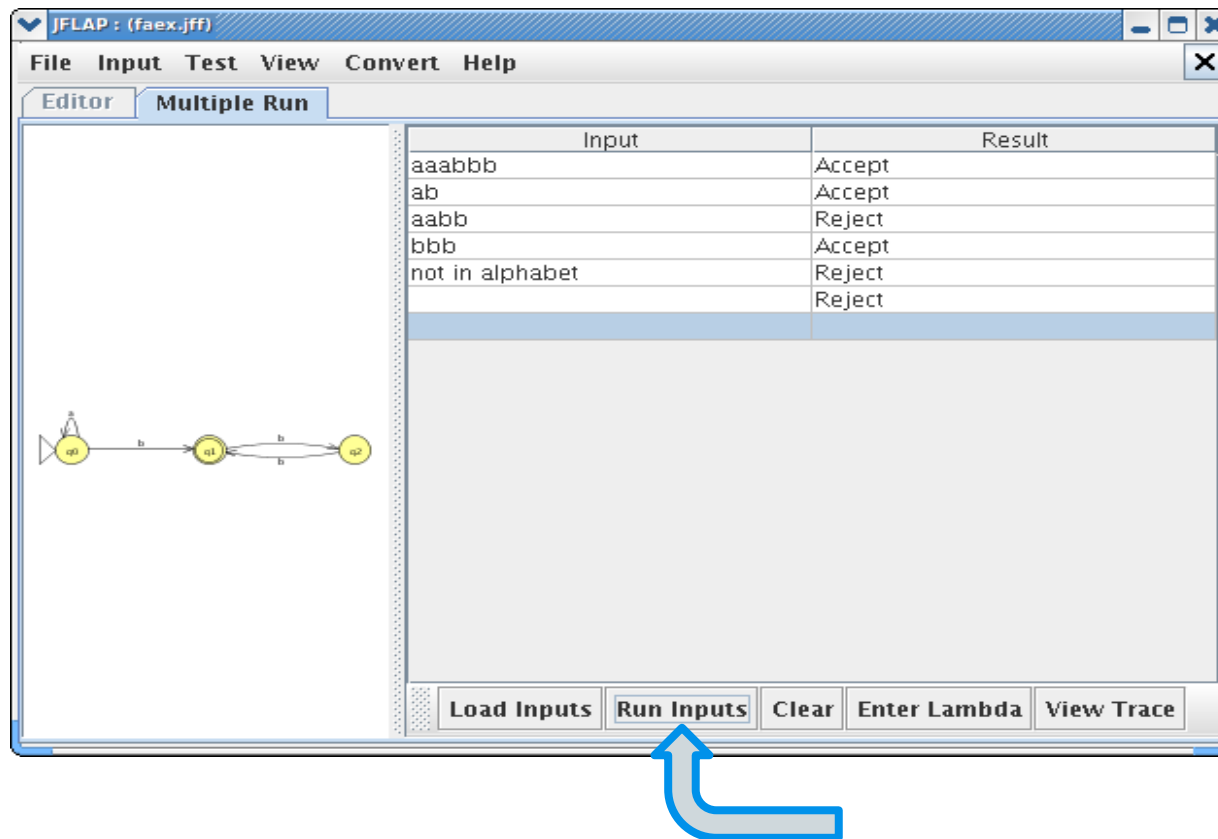 JFLAP : (faex.jff)
File Input Test View Convert Help
Editor Multiple Run
Input Result
aaabbb Accept
ab Accept
aabb Reject
bbb Accept
not in alphabet Reject
Reject
a
b
b
q0 q1 q2
b
Load Inputs Run Inputs Clear Enter Lambda View Trace